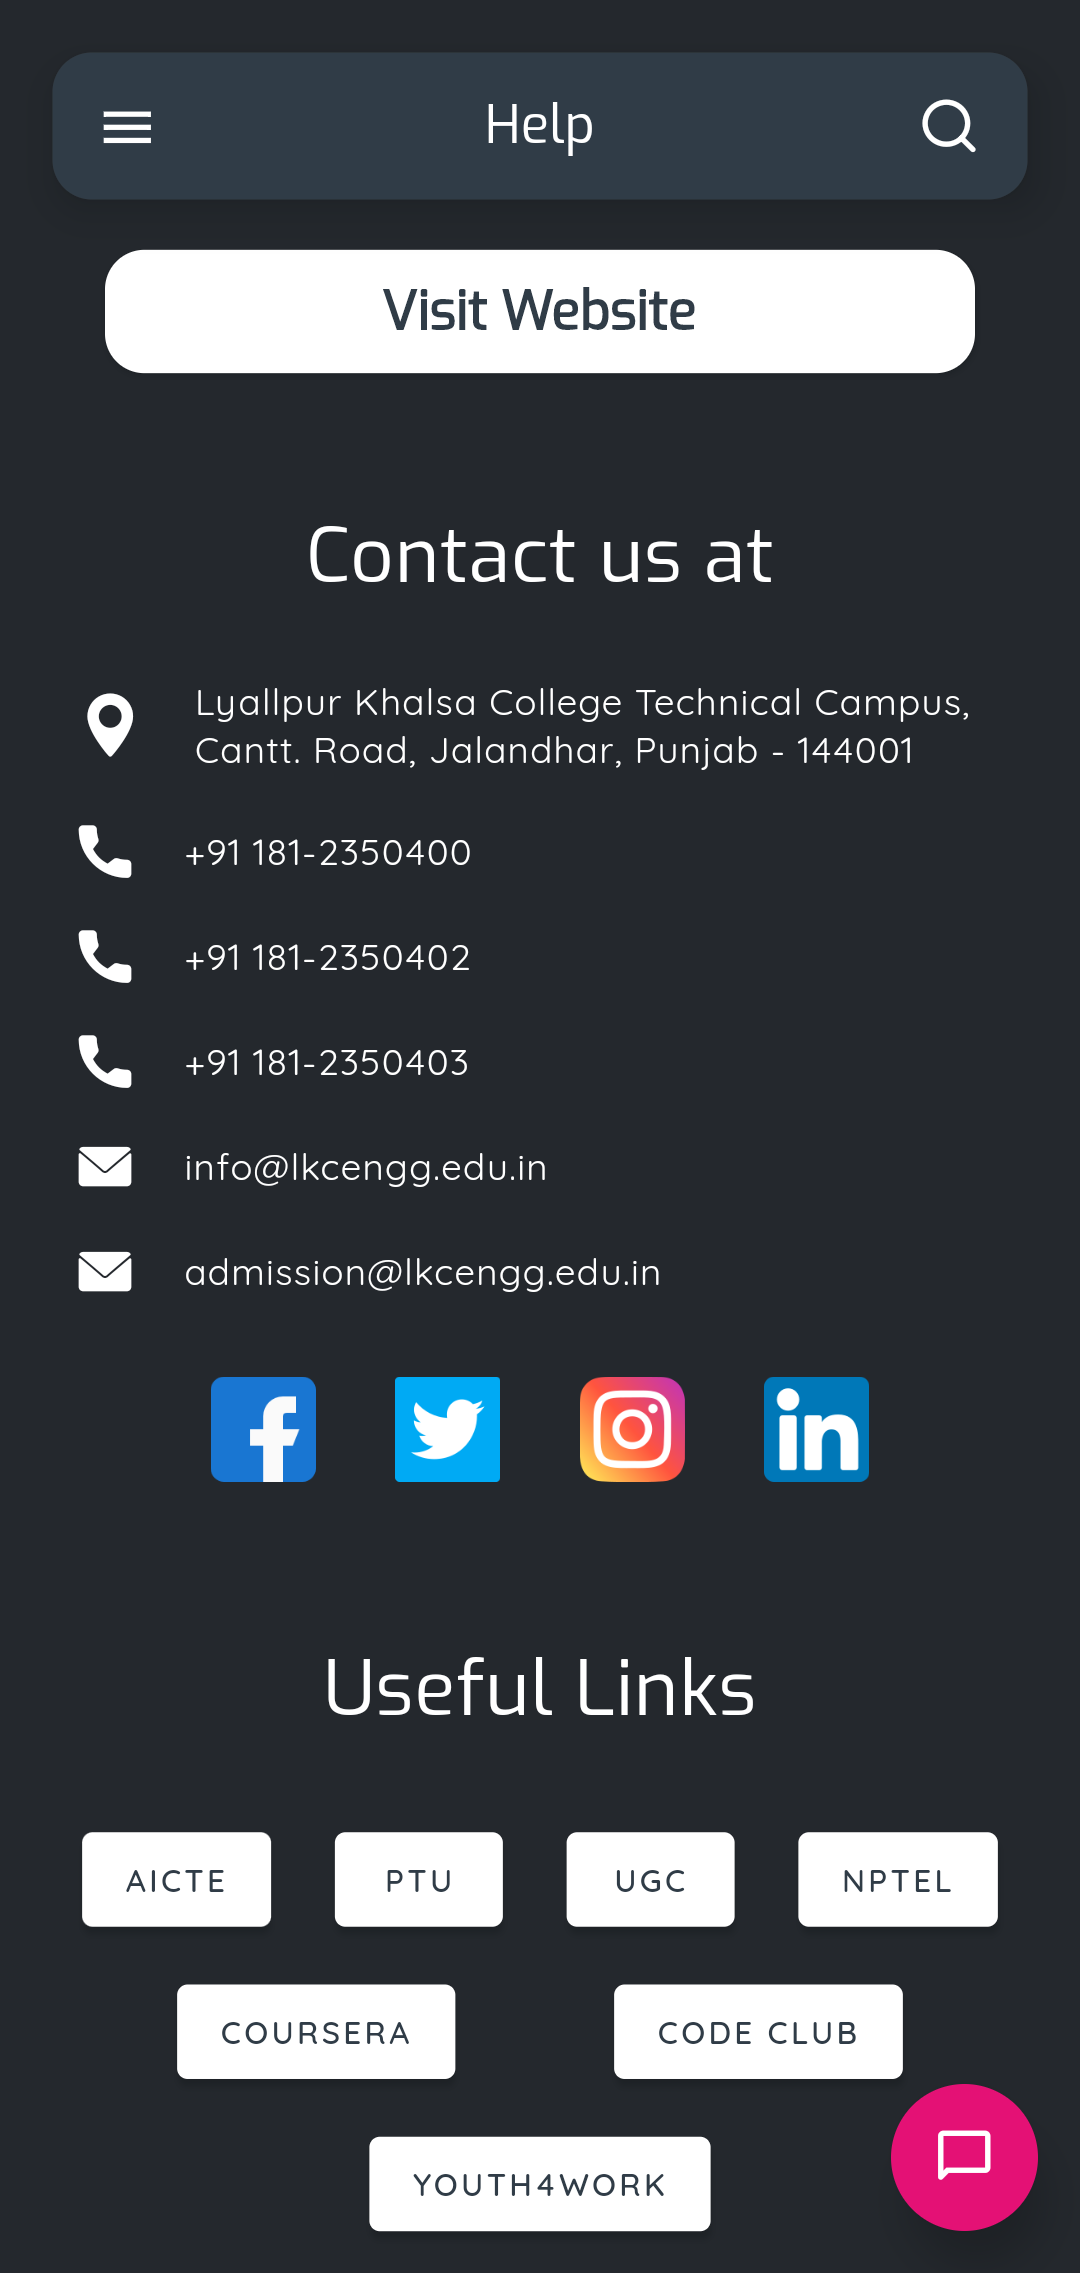 Help
Visit Website
Contact us at
Lyallpur Khalsa College Technical Campus,
Cantt. Road, Jalandhar, Punjab - 144001
+91 181-2350400
+91 181-2350402
+91 181-2350403
info@lkcengg.edu.in
admission@lkcengg.edu.in
Useful Links
AICTE PTU UGC NPTEL
COURSERA CODE CLUB
YOUTH4WORK